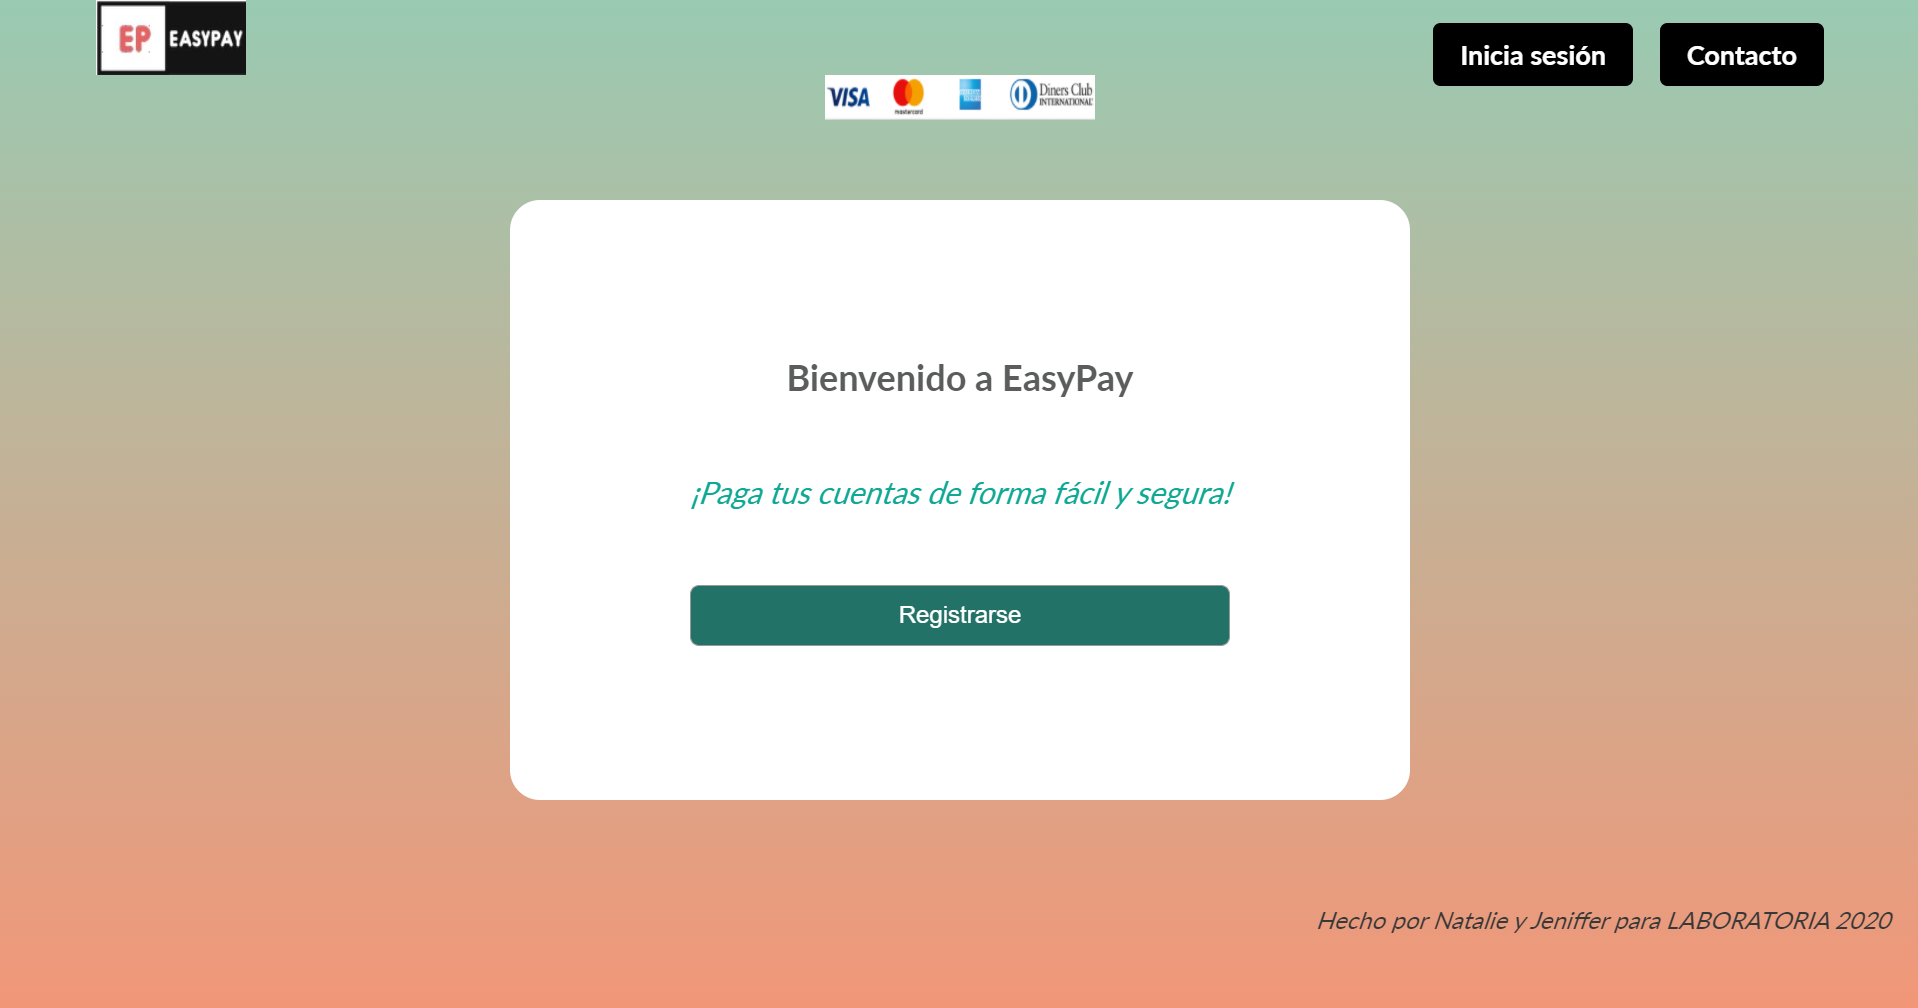 EP EASYPAY
Inicia sesión
Contacto
VISA
mastercard
Diners Club
INTERNATIONAL
Bienvenido a EasyPay
¡Paga tus cuentas de forma fácil y segura!
Registrarse
Hecho por Natalie y Jeniffer para LABORATORIA 2020